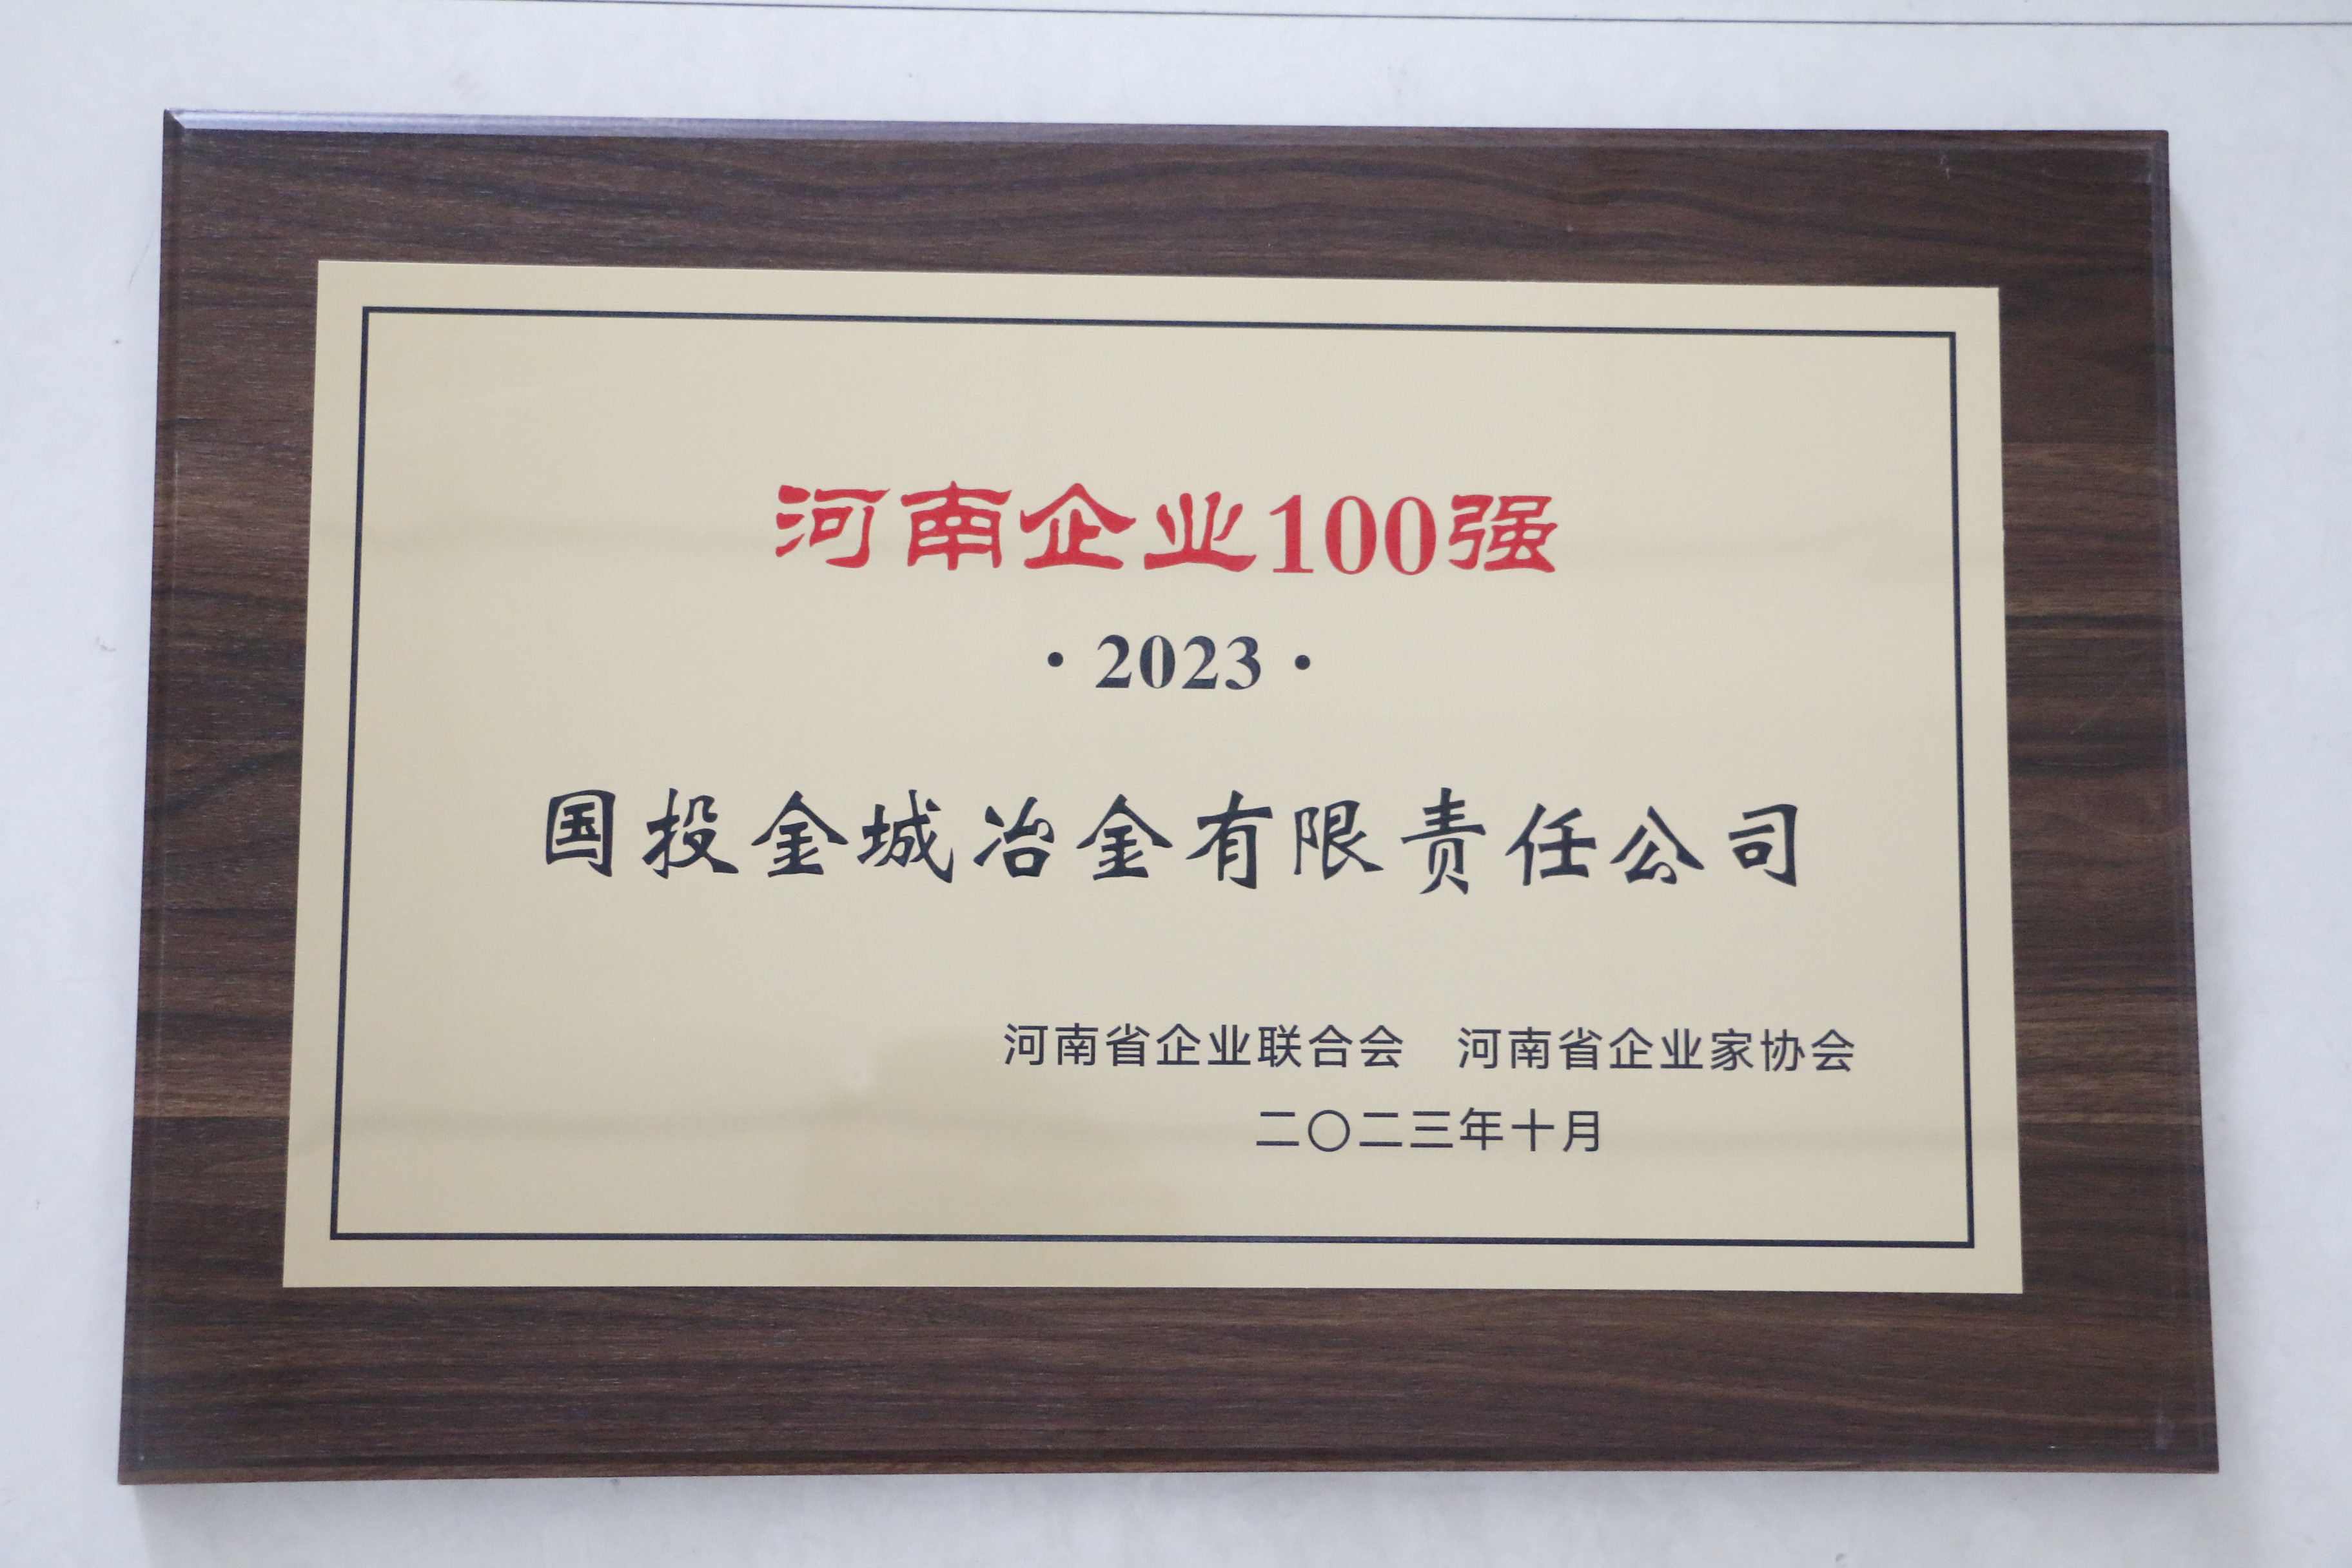 河南企业100强
·2023·
国投金城冶金有限责任公司
河南省企业联合会 河南省企业家协会
二〇二三年十月